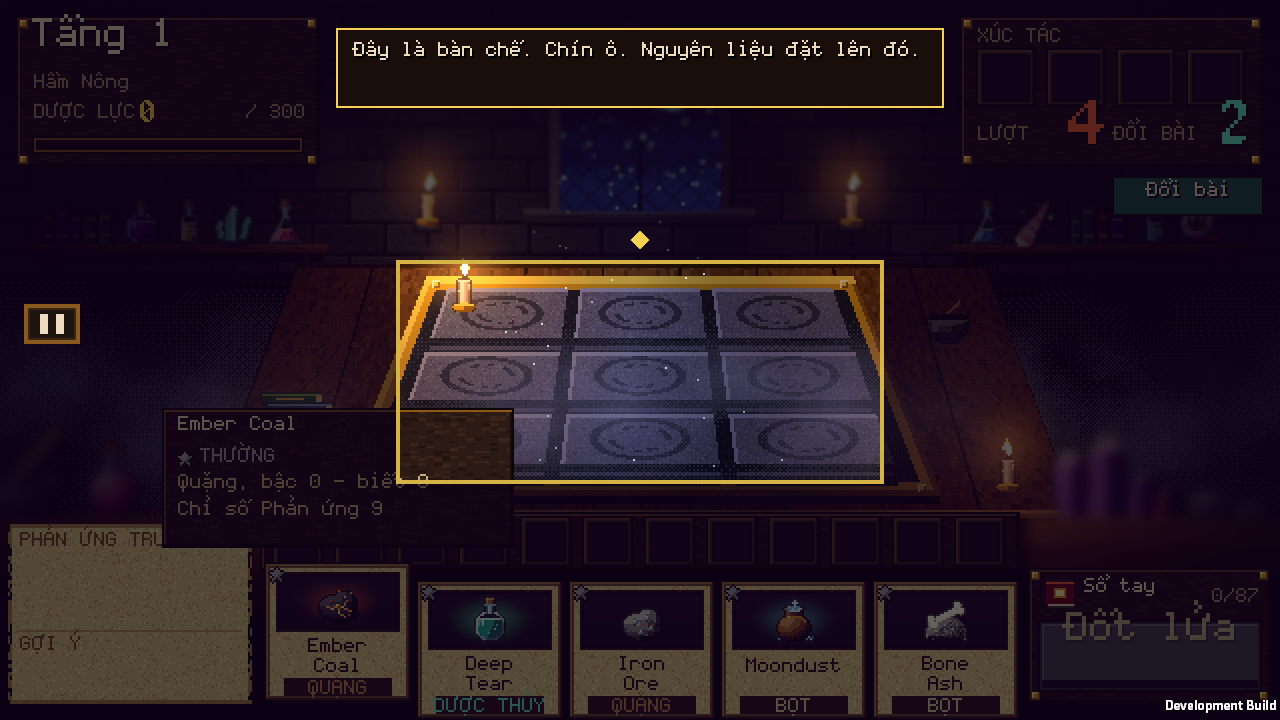 Tầng 1
Hầm Nông
DƯỢC LỰC 0 / 300
Đây là bàn chế. Chín ô. Nguyên liệu đặt lên đó.
XÚC TÁC
LƯỢT 4 ĐỔI BÀI 2
Đổi bài
Ember Coal
THƯỜNG
Quặng, bậc 0 – biết 0
Chỉ số Phản ứng 9
PHẢN ỨNG
GỢI Ý
Ember
Coal
QUẶNG
Deep
Tear
DƯỢC THUỶ
Iron
Ore
QUẶNG
Moondust
BỘT
Bone
Ash
BỘT
Sổ tay
0/87
Đốt lửa
Development Build